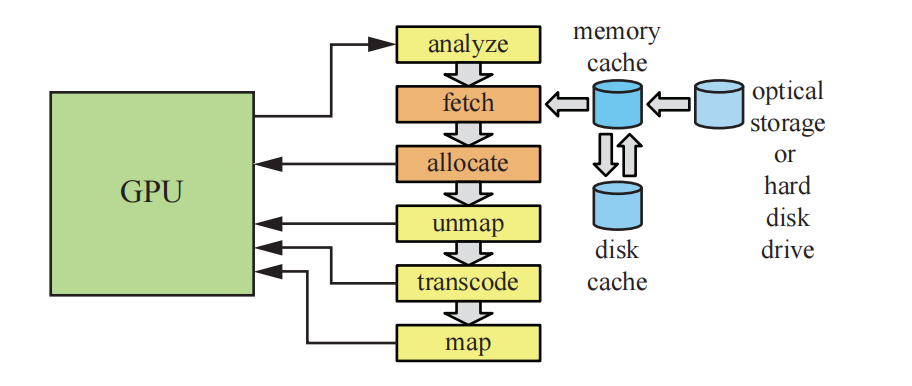 GPU
analyze
fetch
allocate
unmap
transcode
map
memory
cache
disk
cache
optical
storage
or
hard
disk
drive